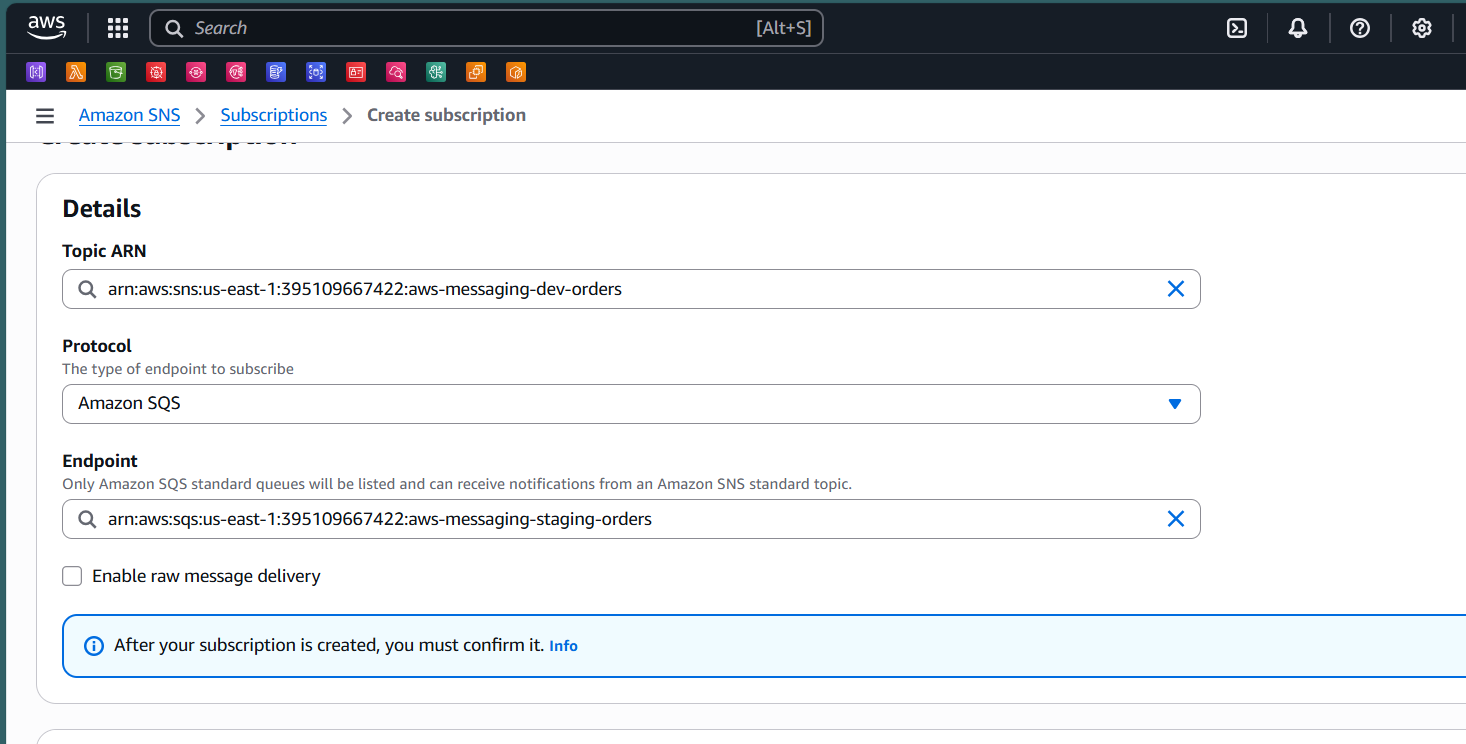 aws
Search [Alt+S]
Amazon SNS > Subscriptions > Create subscription
Create subscription
Details
Topic ARN
arn:aws:sns:us-east-1:395109667422:aws-messaging-dev-orders
Protocol
The type of endpoint to subscribe
Amazon SQS
Endpoint
Only Amazon SQS standard queues will be listed and can receive notifications from an Amazon SNS standard topic.
arn:aws:sqs:us-east-1:395109667422:aws-messaging-staging-orders
Enable raw message delivery
After your subscription is created, you must confirm it. Info